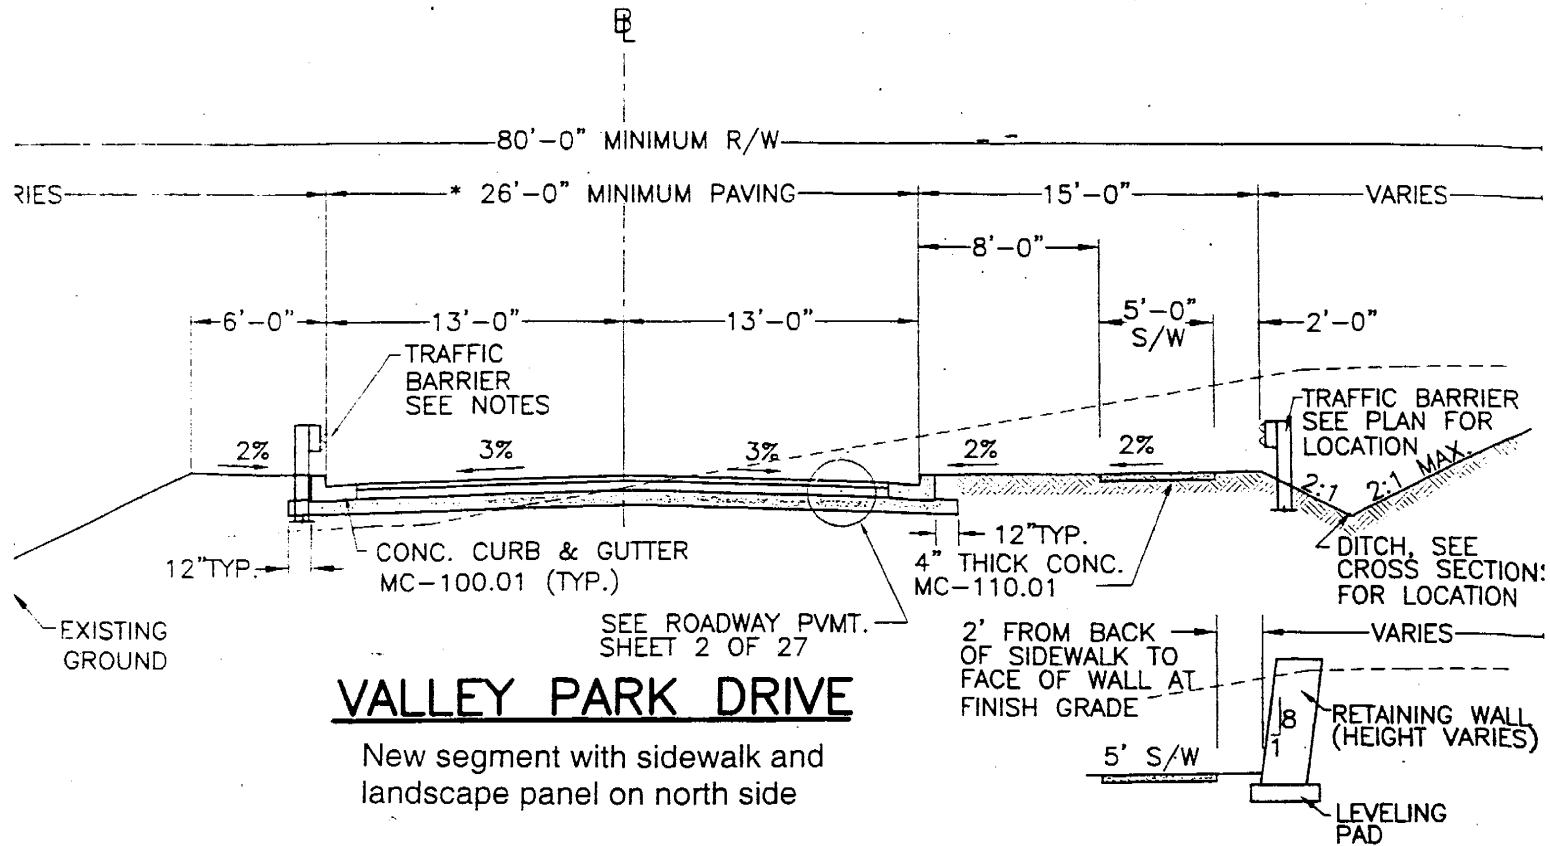 BL
80'-0" MINIMUM R/W
RIES
* 26'-0" MINIMUM PAVING
15'-0"
VARIES
8'-0"
6'-0"
13'-0"
13'-0"
5'-0"
S/W
2'-0"
TRAFFIC
BARRIER
SEE NOTES
TRAFFIC BARRIER
SEE PLAN FOR
LOCATION
2%
3%
3%
2%
2%
2:1
2:1 MAX.
12"TYP.
CONC. CURB & GUTTER
MC-100.01 (TYP.)
12"TYP.
4" THICK CONC.
MC-110.01
DITCH, SEE
CROSS SECTIONS
FOR LOCATION
EXISTING
GROUND
SEE ROADWAY PVMT.
SHEET 2 OF 27
2' FROM BACK
OF SIDEWALK TO
FACE OF WALL AT
FINISH GRADE
VARIES
VALLEY PARK DRIVE
New segment with sidewalk and
landscape panel on north side
8
1
RETAINING WALL
(HEIGHT VARIES)
5' S/W
LEVELING
PAD